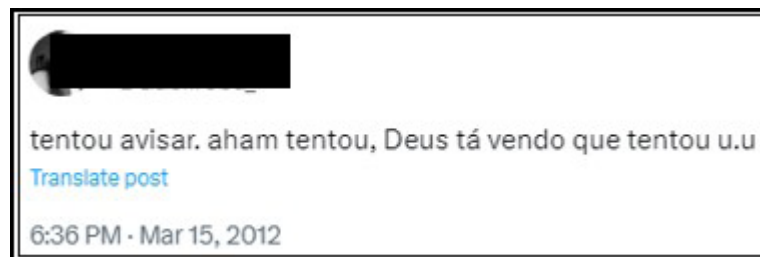 tentou avisar. aham tentou, Deus tá vendo que tentou u.u
Translate post
6:36 PM · Mar 15, 2012